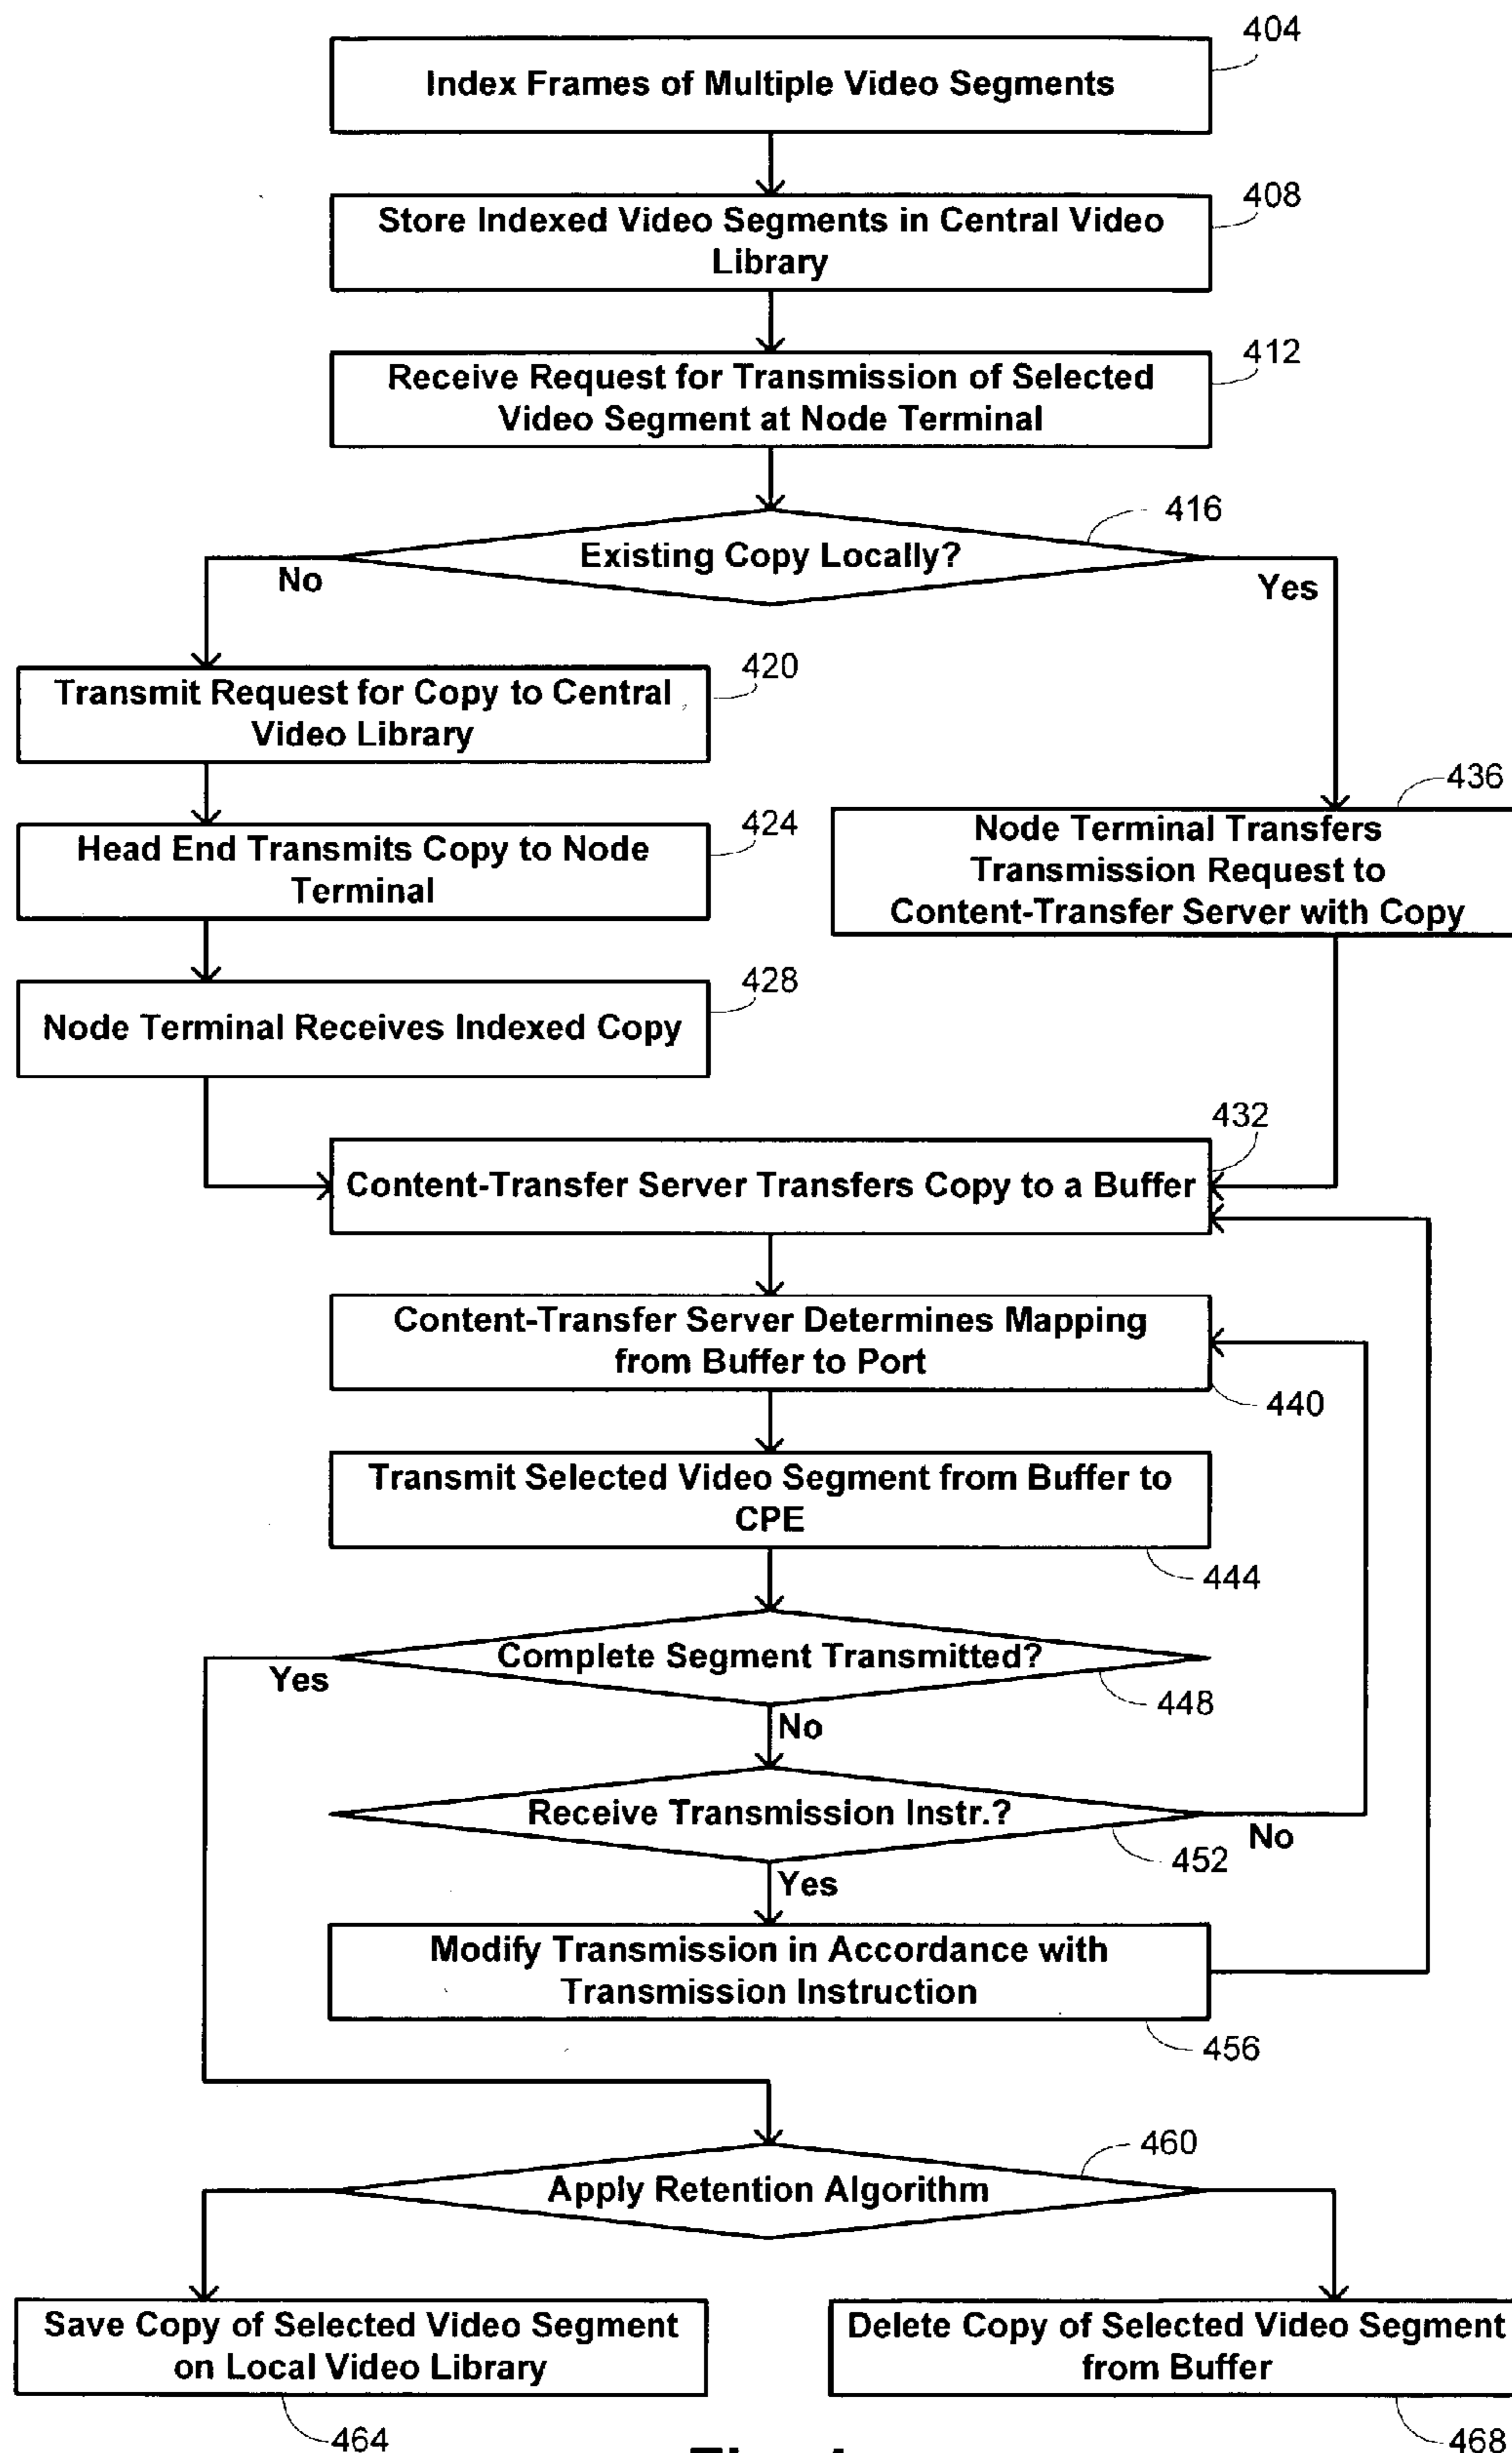 404
Index Frames of Multiple Video Segments
408
Store Indexed Video Segments in Central Video
Library
412
Receive Request for Transmission of Selected
Video Segment at Node Terminal
416
Existing Copy Locally?
No
Yes
420
Transmit Request for Copy to Central
Video Library
436
Node Terminal Transfers
Transmission Request to
Content-Transfer Server with Copy
424
Head End Transmits Copy to Node
Terminal
428
Node Terminal Receives Indexed Copy
432
Content-Transfer Server Transfers Copy to a Buffer
Content-Transfer Server Determines Mapping
from Buffer to Port
440
Transmit Selected Video Segment from Buffer to
CPE
444
Complete Segment Transmitted?
Yes
448
No
Receive Transmission Instr.?
No
452
Yes
Modify Transmission in Accordance with
Transmission Instruction
456
460
Apply Retention Algorithm
Save Copy of Selected Video Segment
on Local Video Library
464
Delete Copy of Selected Video Segment
from Buffer
468